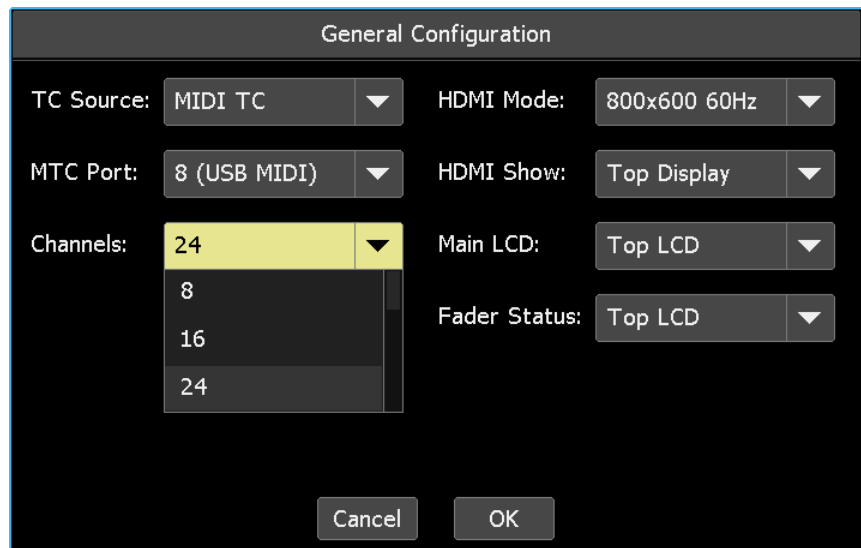 General Configuration
TC Source: MIDI TC
HDMI Mode: 800x600 60Hz
MTC Port: 8 (USB MIDI)
HDMI Show: Top Display
Channels: 24
Main LCD: Top LCD
8
16
Fader Status: Top LCD
24
Cancel
OK